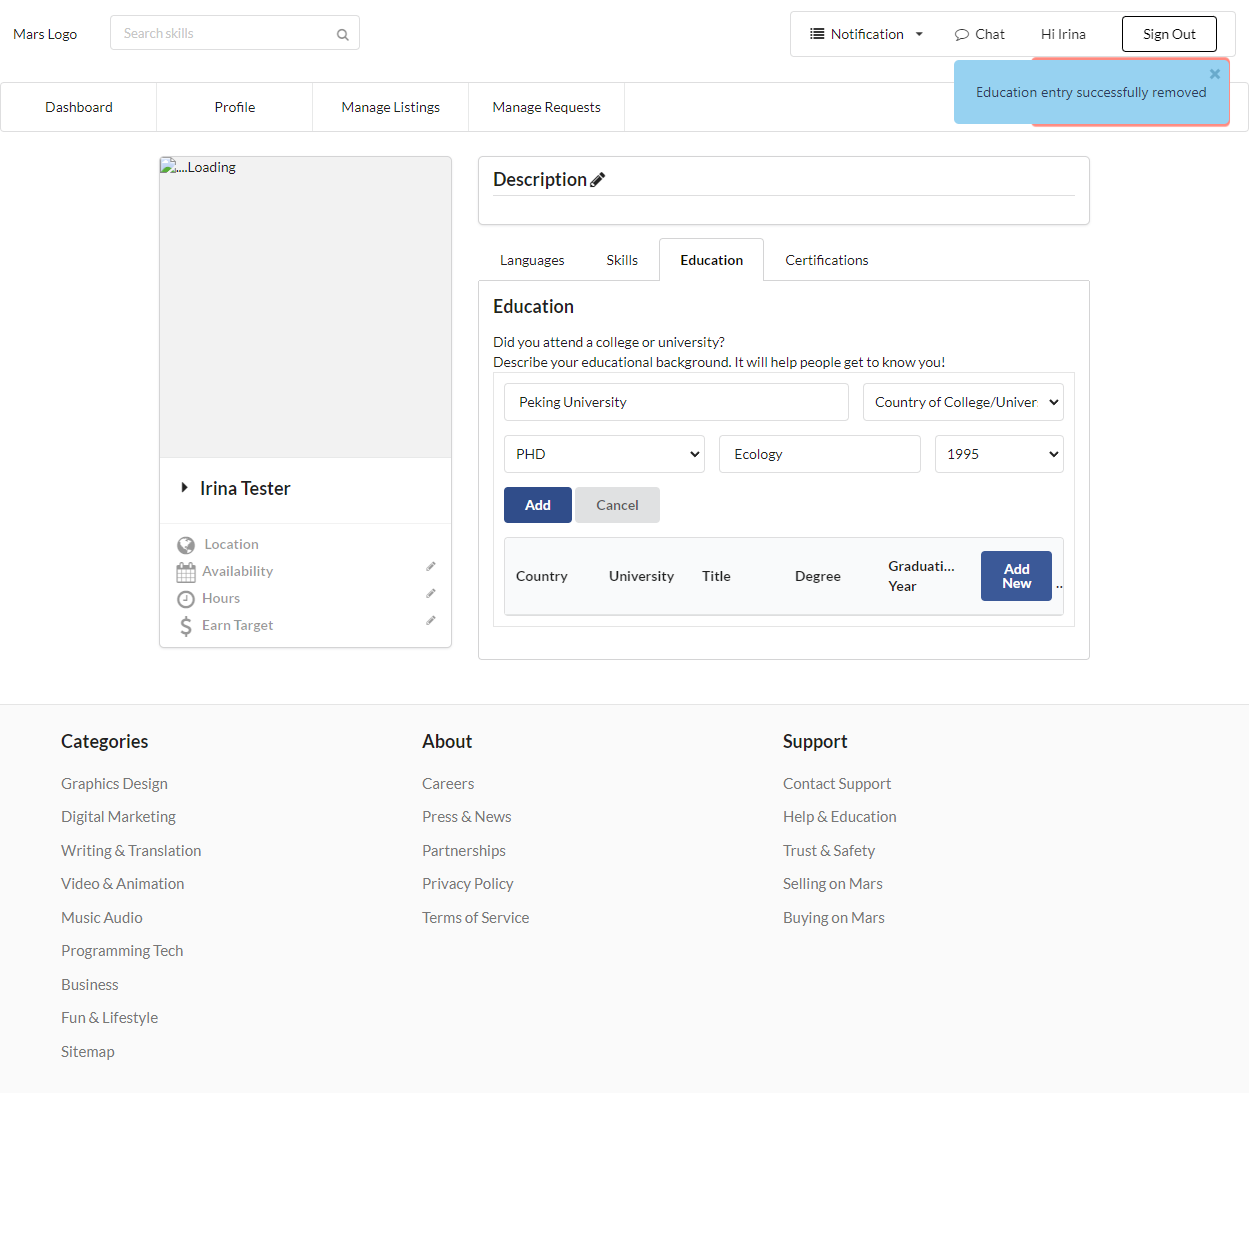 Mars Logo
Search skills
Notification
Chat
Hi Irina
Sign Out
Education entry successfully removed
Dashboard
Profile
Manage Listings
Manage Requests
....Loading
Irina Tester
Location
Availability
Hours
Earn Target
Description
Languages
Skills
Education
Certifications
Education
Did you attend a college or university?
Describe your educational background. It will help people get to know you!
Peking University
Country of College/Univer
PHD
Ecology
1995
Add
Cancel
Country
University
Title
Degree
Graduati...
Year
Add
New
..
Categories
Graphics Design
Digital Marketing
Writing & Translation
Video & Animation
Music Audio
Programming Tech
Business
Fun & Lifestyle
Sitemap
About
Careers
Press & News
Partnerships
Privacy Policy
Terms of Service
Support
Contact Support
Help & Education
Trust & Safety
Selling on Mars
Buying on Mars